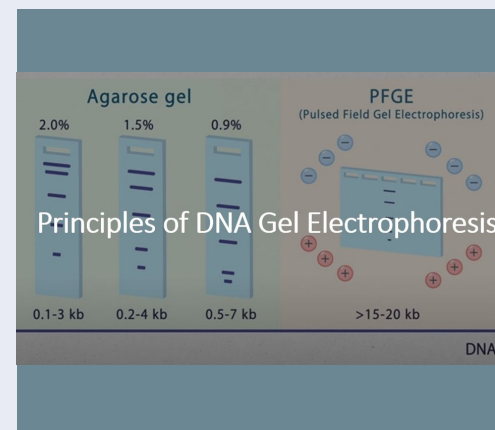 Agarose gel
PFGE
(Pulsed Field Gel Electrophoresis)
2.0%
1.5%
0.9%
Principles of DNA Gel Electrophoresis
0.1-3 kb
0.2-4 kb
0.5-7 kb
>15-20 kb
DNA